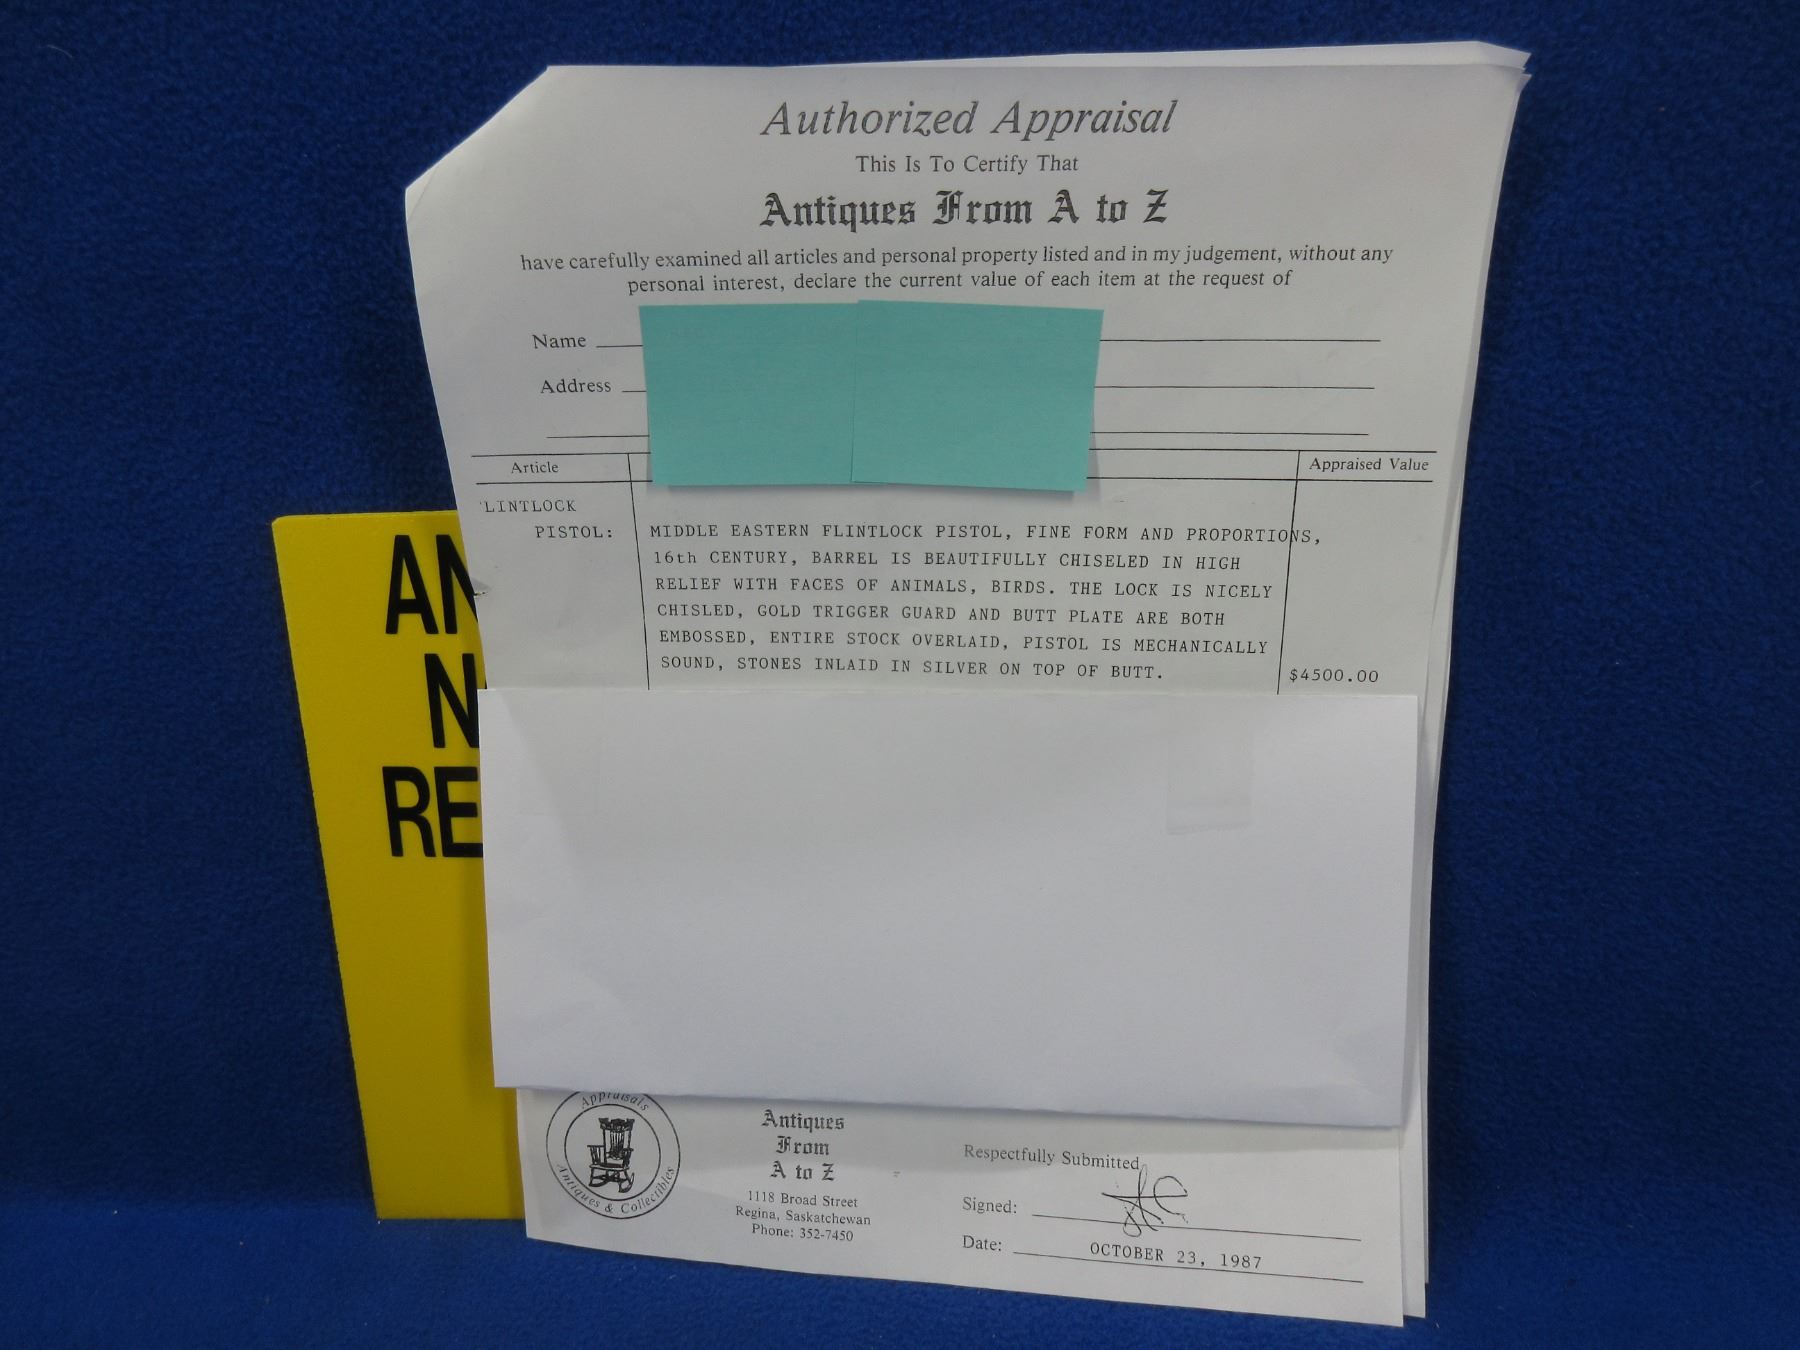 Authorized Appraisal
This Is To Certify That
Antiques From A to Z
have carefully examined all articles and personal property listed and in my judgement, without any
personal interest, declare the current value of each item at the request of
Name
Address
Article Appraised Value
LINTLOCK
PISTOL: MIDDLE EASTERN FLINTLOCK PISTOL, FINE FORM AND PROPORTIONS,
16th CENTURY, BARREL IS BEAUTIFULLY CHISELED IN HIGH
RELIEF WITH FACES OF ANIMALS, BIRDS. THE LOCK IS NICELY
CHISLED, GOLD TRIGGER GUARD AND BUTT PLATE ARE BOTH
EMBOSSED, ENTIRE STOCK OVERLAID, PISTOL IS MECHANICALLY
SOUND, STONES INLAID IN SILVER ON TOP OF BUTT. $4500.00
AN
N
RE
Appraisals
Antiques & Collectibles
Antiques
From
A to Z
1118 Broad Street
Regina, Saskatchewan
Phone: 352-7450
Respectfully Submitted,
Signed:
Date: OCTOBER 23, 1987